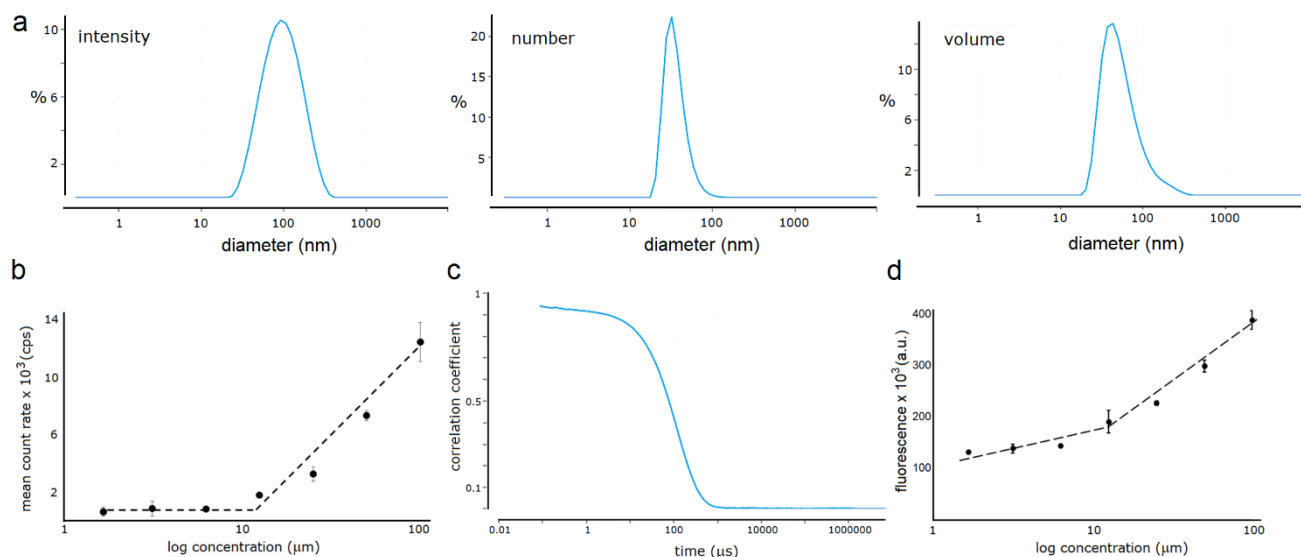 a
intensity
%
10
6
2
1 10 100 1000
diameter (nm)
number
%
20
15
10
5
1 10 100 1000
diameter (nm)
volume
%
10
6
2
1 10 100 1000
diameter (nm)
b
mean count rate x 10³ (cps)
14
10
6
2
1 10 100
log concentration (μm)
c
correlation coefficient
1
0.5
0.1
0.01 1 100 10000 1000000
time (μs)
d
fluorescence x 10³ (a.u.)
400
300
200
100
1 10 100
log concentration (μm)